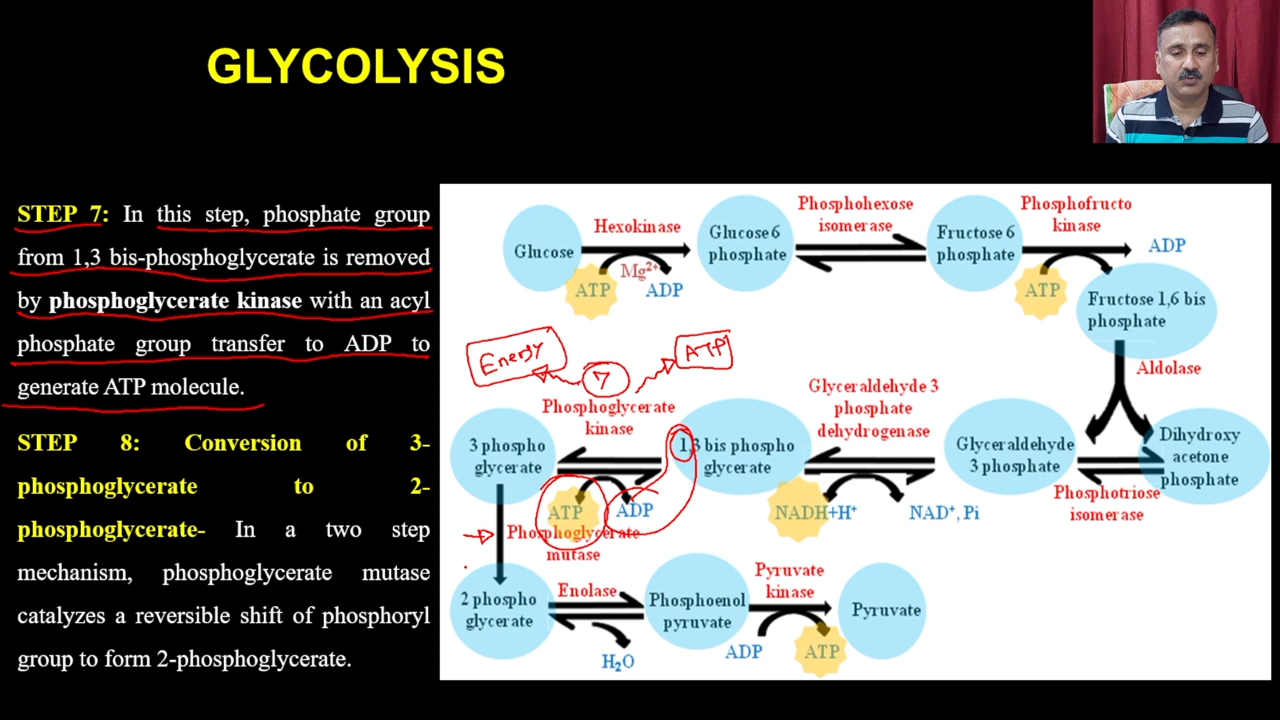 GLYCOLYSIS
STEP 7: In this step, phosphate group
from 1,3 bis-phosphoglycerate is removed
by phosphoglycerate kinase with an acyl
phosphate group transfer to ADP to
generate ATP molecule.
STEP 8: Conversion of 3-
phosphoglycerate to 2-
phosphoglycerate- In a two step
mechanism, phosphoglycerate mutase
catalyzes a reversible shift of phosphoryl
group to form 2-phosphoglycerate.
Glucose
Hexokinase
Mg2+
ATP
ADP
Glucose 6
phosphate
Phosphohexose
isomerase
Fructose 6
phosphate
Phosphofructo
kinase
ATP
ADP
Fructose 1,6 bis
phosphate
Aldolase
Energy
7
ATP
3 phospho
glycerate
Phosphoglycerate
kinase
ATP
ADP
1,3 bis phospho
glycerate
Glyceraldehyde 3
phosphate
dehydrogenase
NADH+H+
NAD+, Pi
Glyceraldehyde
3 phosphate
Phosphotriose
isomerase
Dihydroxy
acetone
phosphate
Phosphoglycerate
mutase
2 phospho
glycerate
Enolase
H2O
Phosphoenol
pyruvate
Pyruvate
kinase
ADP
ATP
Pyruvate